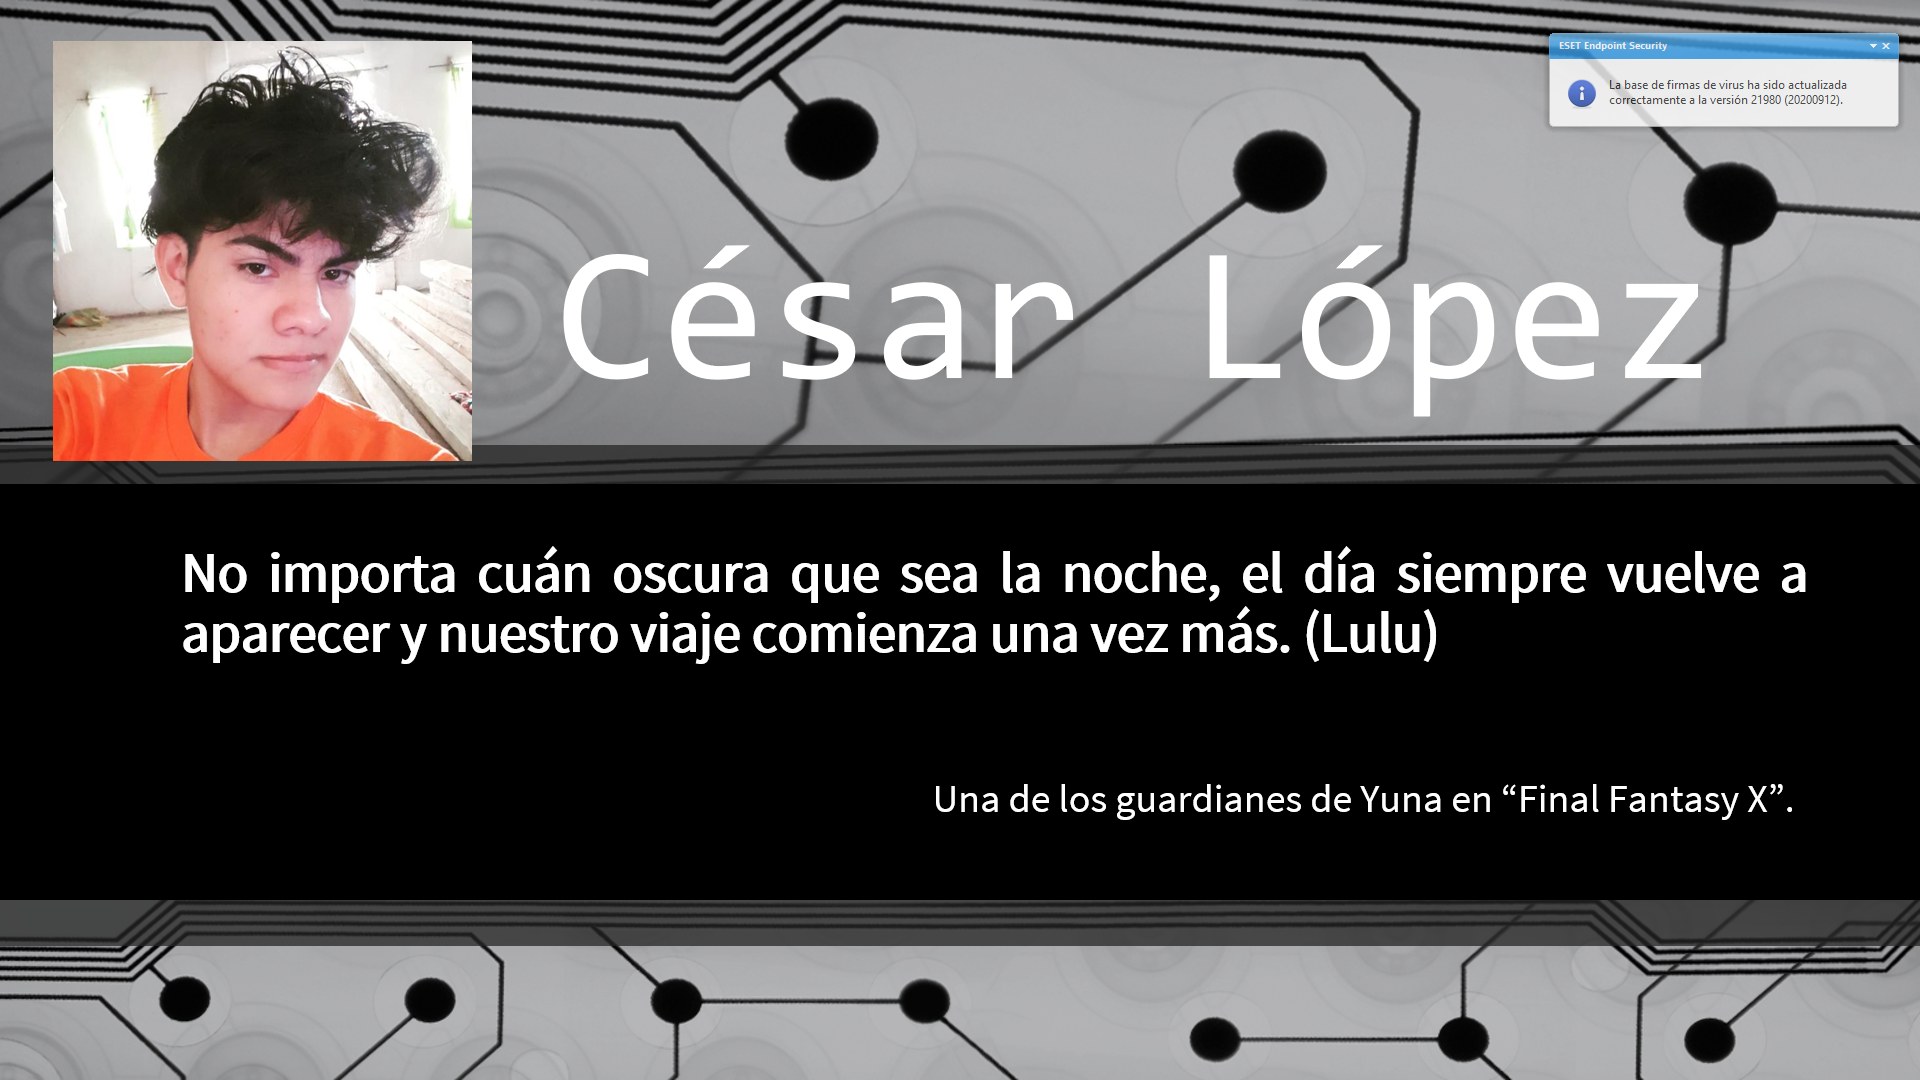 ESET Endpoint Security
La base de firmas de virus ha sido actualizada
correctamente a la versión 21980 (20200912).
César López
No importa cuán oscura que sea la noche, el día siempre vuelve a
aparecer y nuestro viaje comienza una vez más. (Lulu)
Una de los guardianes de Yuna en “Final Fantasy X”.